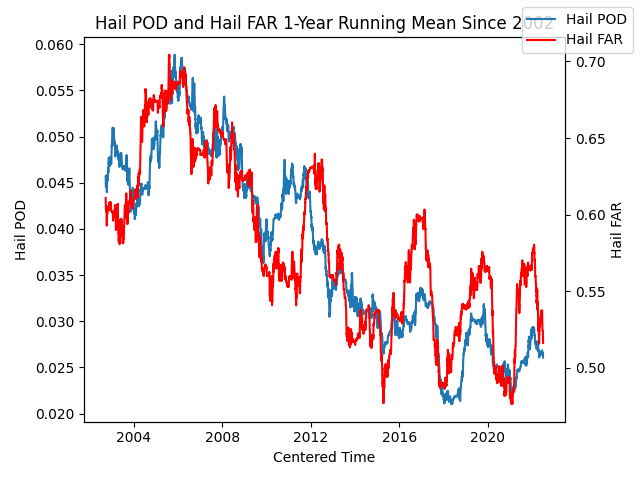 Hail POD and Hail FAR 1-Year Running Mean Since 2002
Hail POD
Hail FAR
0.060
0.055
0.050
0.045
0.040
0.035
0.030
0.025
0.020
Hail POD
0.70
0.65
0.60
0.55
0.50
Hail FAR
2004 2008 2012 2016 2020
Centered Time